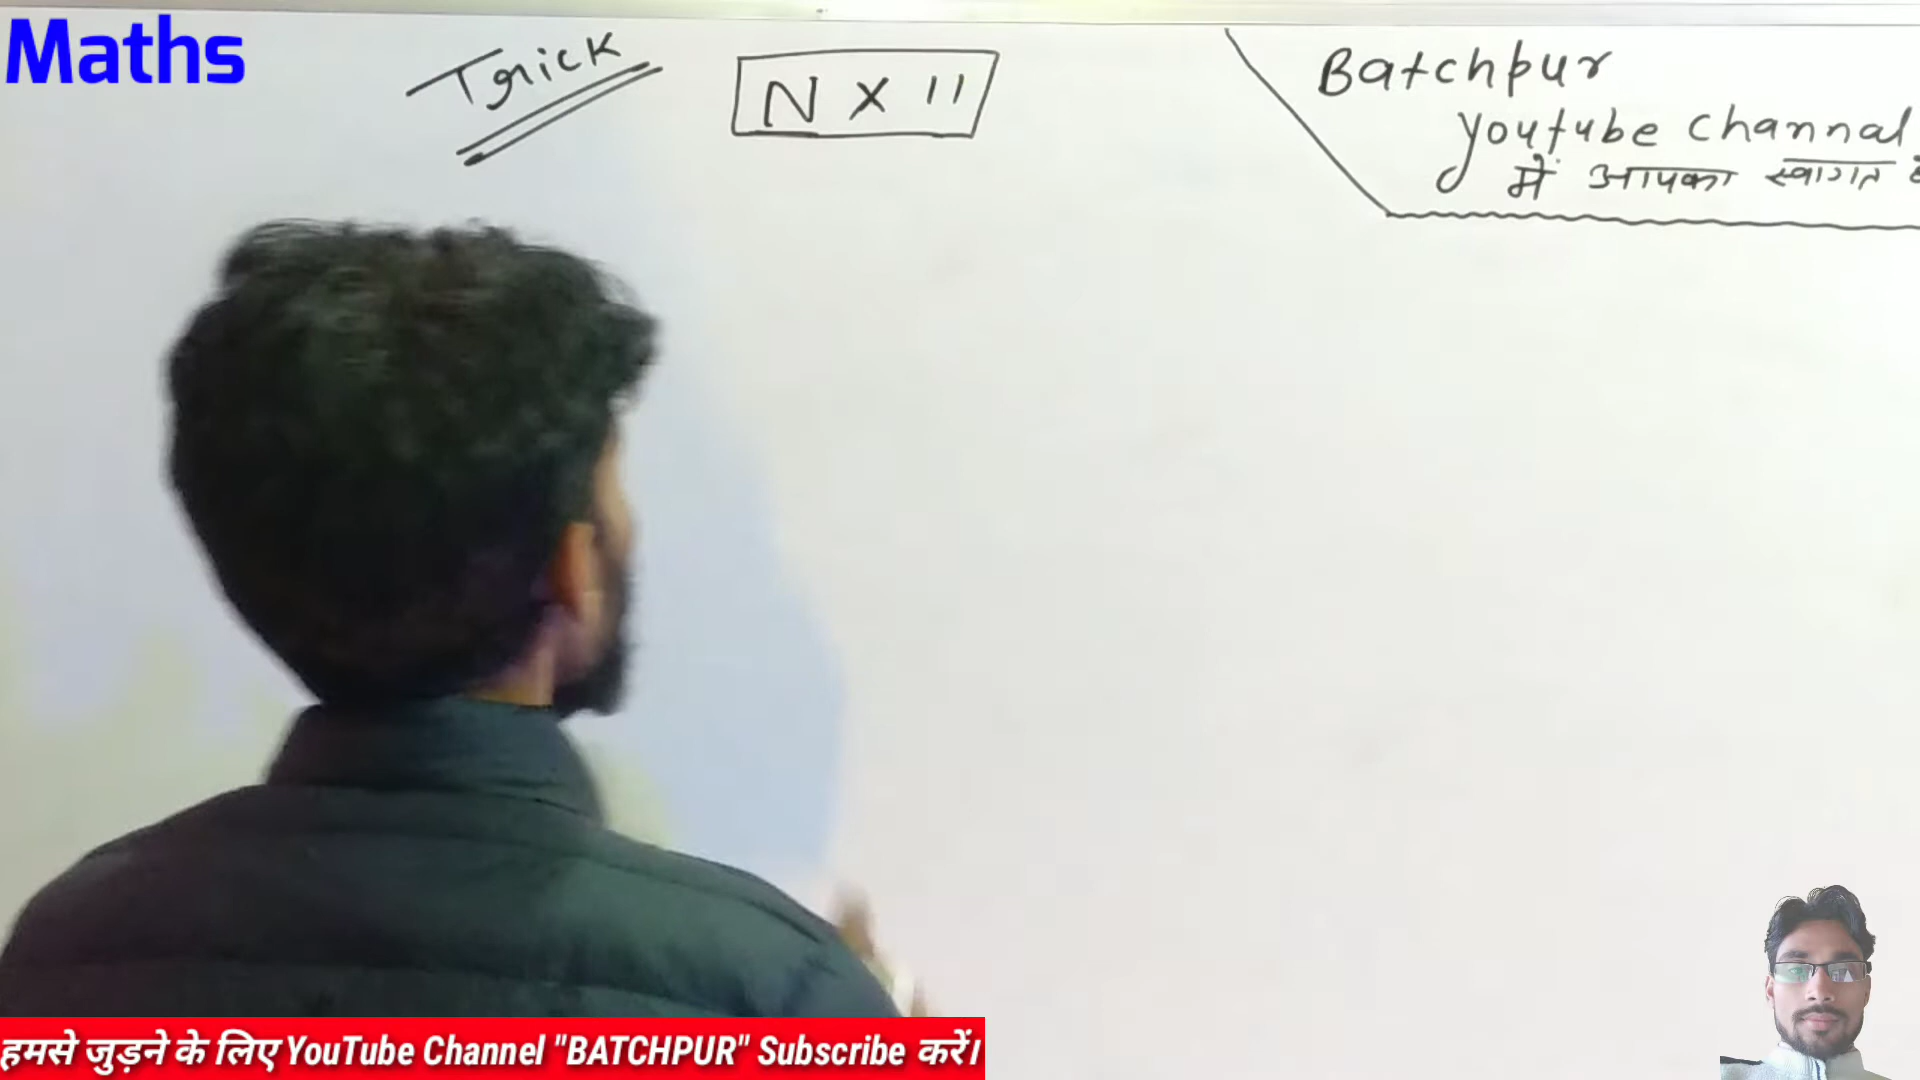 Maths
Trick
N x 11
Batchpur
Youtube channal
में आपका स्वागत
हमसे जुड़ने के लिए YouTube Channel "BATCHPUR" Subscribe करें।